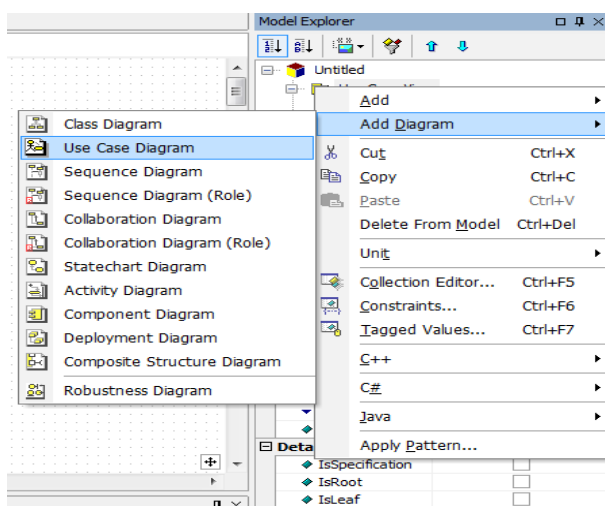 Model Explorer
Untitled
Add
Add Diagram
Cut Ctrl+X
Copy Ctrl+C
Paste Ctrl+V
Delete From Model Ctrl+Del
Unit
Collection Editor... Ctrl+F5
Constraints... Ctrl+F6
Tagged Values... Ctrl+F7
C++
C#
Java
Apply Pattern...
Class Diagram
Use Case Diagram
Sequence Diagram
Sequence Diagram (Role)
Collaboration Diagram
Collaboration Diagram (Role)
Statechart Diagram
Activity Diagram
Component Diagram
Deployment Diagram
Composite Structure Diagram
Robustness Diagram
Deta
IsSpecification
IsRoot
IsLeaf